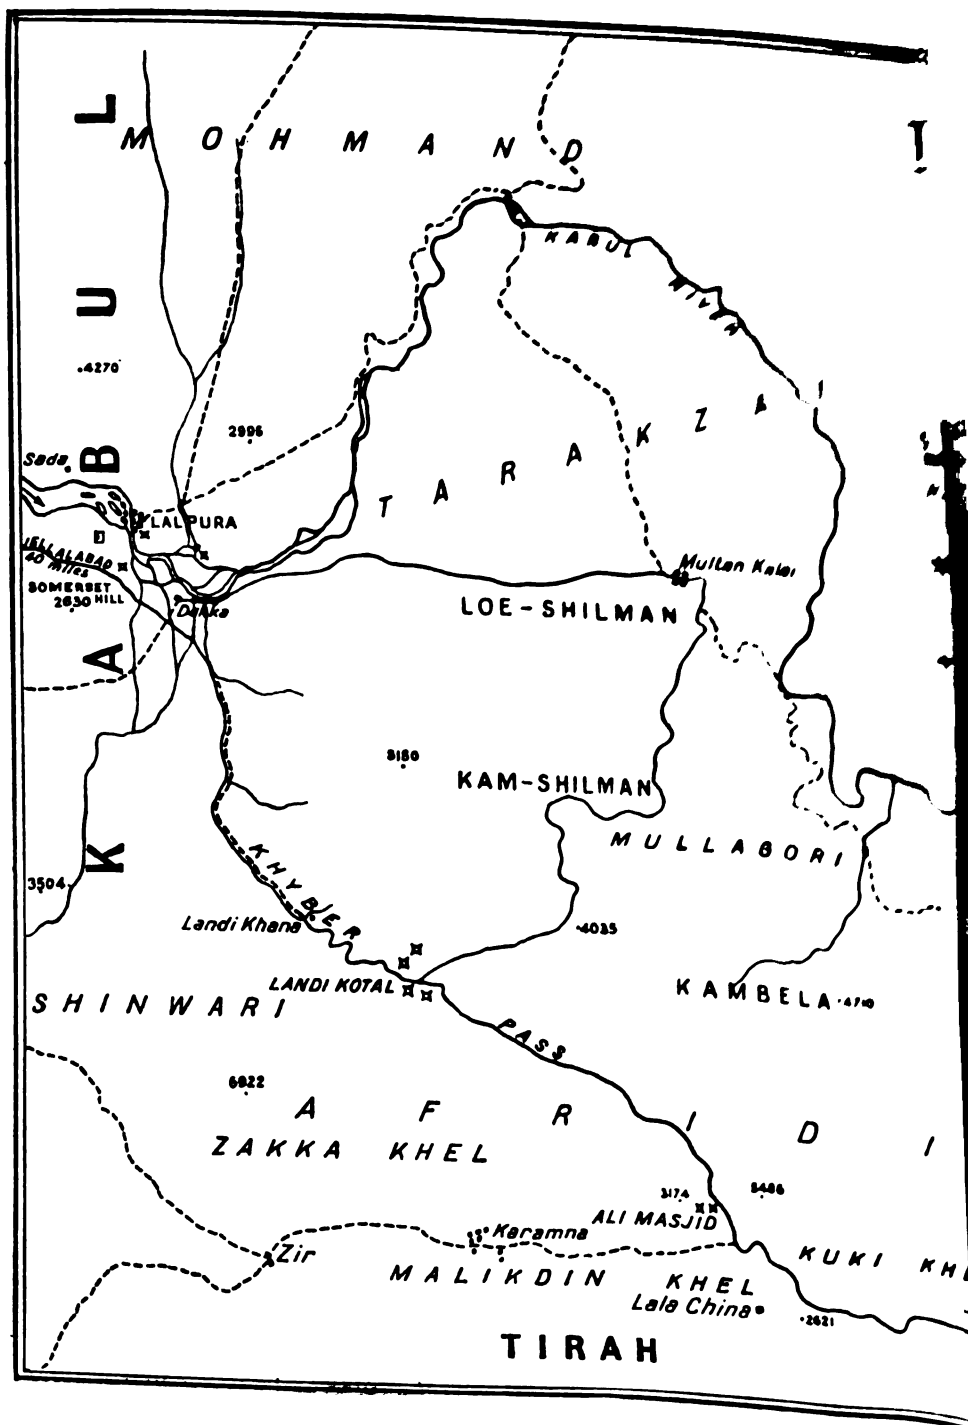 MOHMAND
KABUL
RIVER
KABUL
.4270
2996
Sada
TARAKZAI
LALPURA
JELLALABAD
40 miles
SOMERSET
2630 HILL
Dakka
Multan Kalai
LOE-SHILMAN
3150
KAM-SHILMAN
MULLAGORI
3504
KHYBER
Landi Khana
4035
LANDI KOTAL
KAMBELA
SHINWARI
PASS
6822
AFRIDI
ZAKKA KHEL
3174
ALI MASJID
Karamna
Zir
KUKI KHE
MALIKDIN KHEL
Lala China
2621
TIRAH